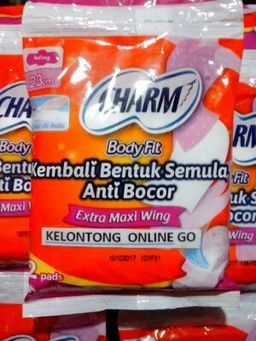 23cm
CHARM
Body Fit
Kembali Bentuk Semula
Anti Bocor
Extra Maxi Wing
KELONTONG ONLINE GO
pads